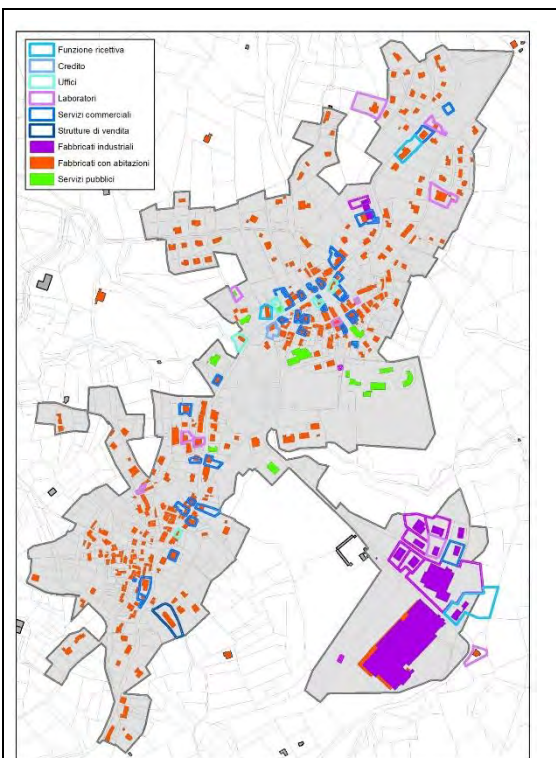 Funzione ricettiva
Credito
Uffici
Laboratori
Servizi commerciali
Strutture di vendita
Fabbricati industriali
Fabbricati con abitazioni
Servizi pubblici